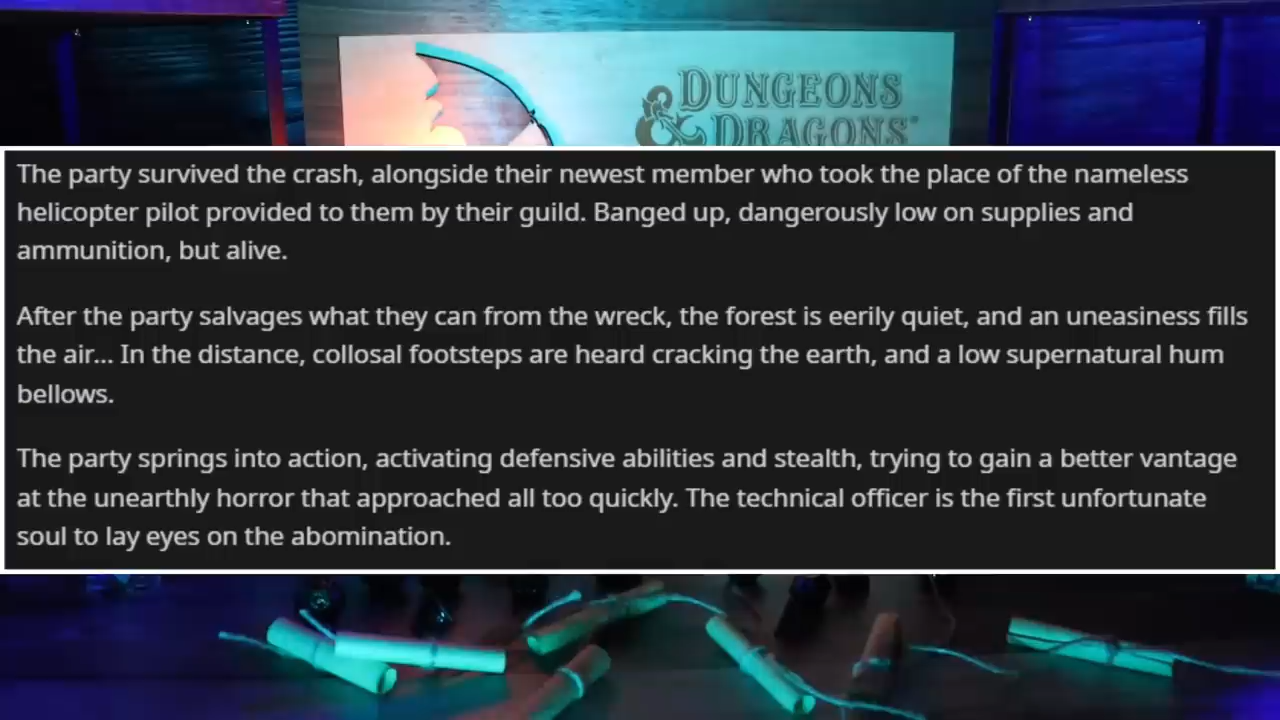 DUNGEONS
& DRAGONS
The party survived the crash, alongside their newest member who took the place of the nameless
helicopter pilot provided to them by their guild. Banged up, dangerously low on supplies and
ammunition, but alive.
After the party salvages what they can from the wreck, the forest is eerily quiet, and an uneasiness fills
the air... In the distance, collosal footsteps are heard cracking the earth, and a low supernatural hum
bellows.
The party springs into action, activating defensive abilities and stealth, trying to gain a better vantage
at the unearthly horror that approached all too quickly. The technical officer is the first unfortunate
soul to lay eyes on the abomination.